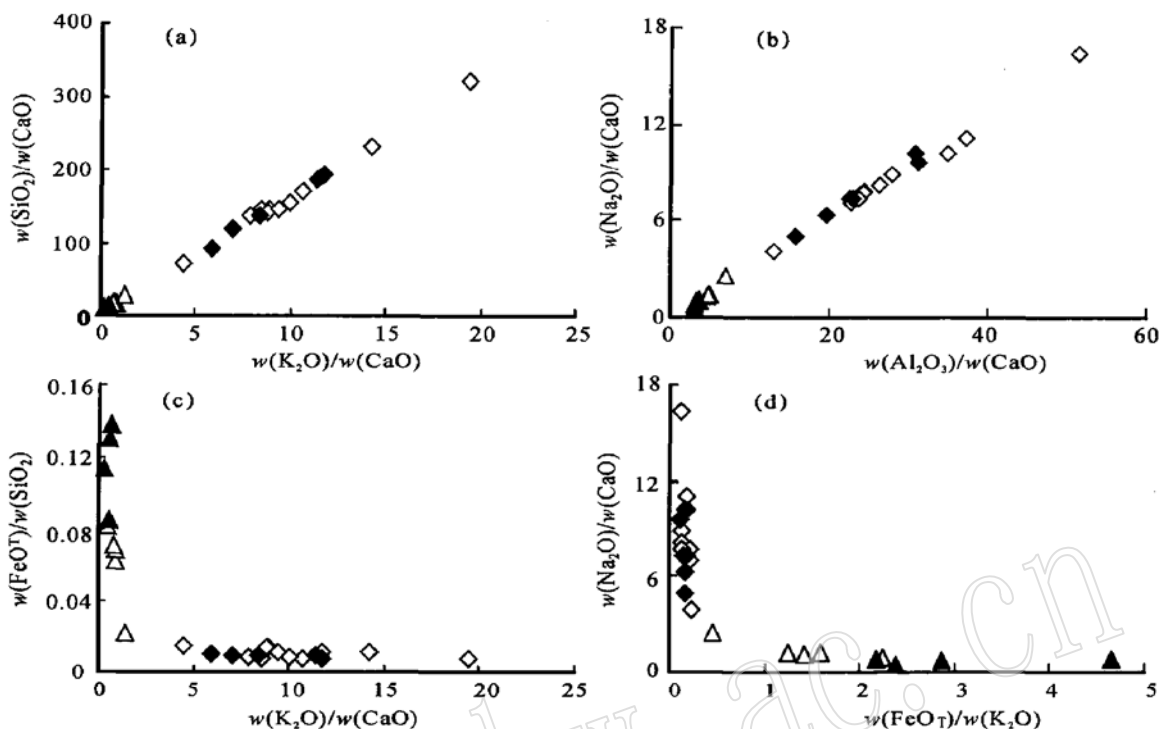 400
300
200
100
0
w(SiO₂)/w(CaO)
(a)
0 5 10 15 20 25
w(K₂O)/w(CaO)
18
12
6
0
w(Na₂O)/w(CaO)
(b)
0 20 40 60
w(Al₂O₃)/w(CaO)
0.16
0.12
0.08
0.04
0
w(FeOᵀ)/w(SiO₂)
(c)
0 5 10 15 20 25
w(K₂O)/w(CaO)
18
12
6
0
w(Na₂O)/w(CaO)
(d)
0 1 2 3 4 5
w(FeO_T)/w(K₂O)
w.ac.cn